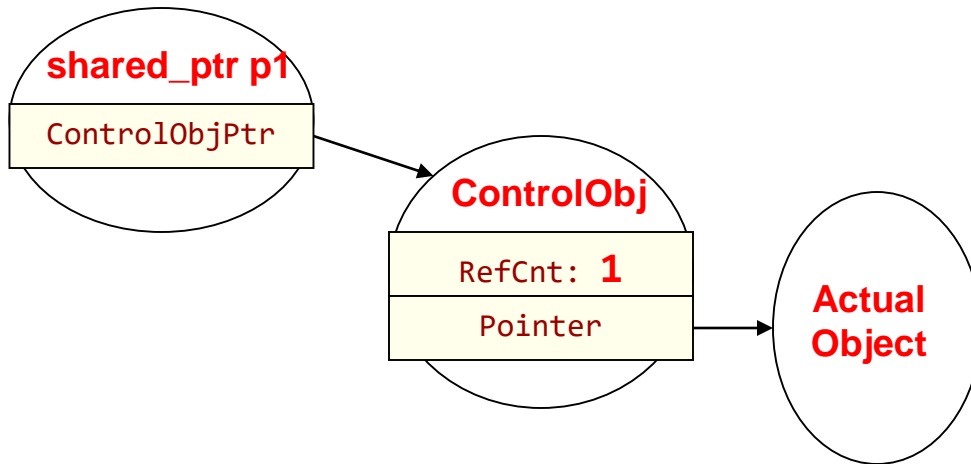 shared_ptr p1
ControlObjPtr
ControlObj
RefCnt: 1
Pointer
Actual
Object